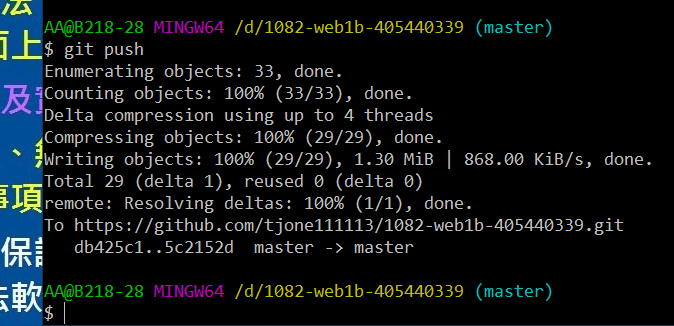 法
面上
及
、
事項
保
法軟
AA@B218-28 MINGW64 /d/1082-web1b-405440339 (master)
$ git push
Enumerating objects: 33, done.
Counting objects: 100% (33/33), done.
Delta compression using up to 4 threads
Compressing objects: 100% (29/29), done.
Writing objects: 100% (29/29), 1.30 MiB | 868.00 KiB/s, done.
Total 29 (delta 1), reused 0 (delta 0)
remote: Resolving deltas: 100% (1/1), done.
To https://github.com/tjone111113/1082-web1b-405440339.git
db425c1..5c2152d  master -> master
AA@B218-28 MINGW64 /d/1082-web1b-405440339 (master)
$